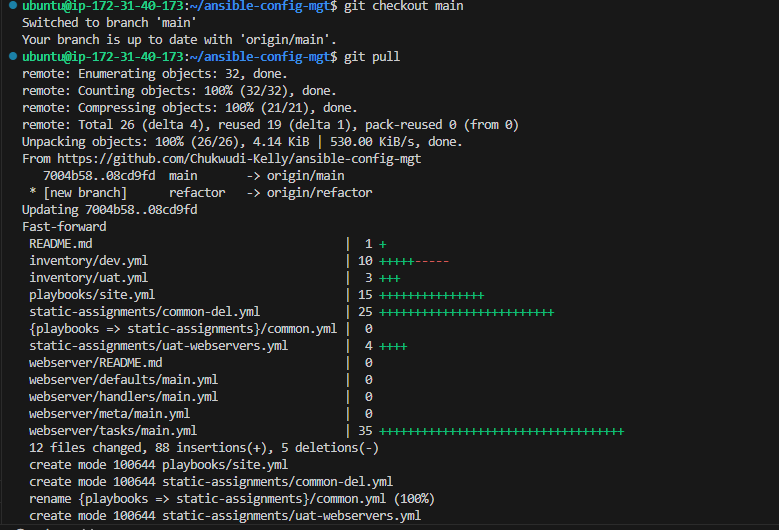 ubuntu@ip-172-31-40-173:~/ansible-config-mgt$ git checkout main
Switched to branch 'main'
Your branch is up to date with 'origin/main'.
ubuntu@ip-172-31-40-173:~/ansible-config-mgt$ git pull
remote: Enumerating objects: 32, done.
remote: Counting objects: 100% (32/32), done.
remote: Compressing objects: 100% (21/21), done.
remote: Total 26 (delta 4), reused 19 (delta 1), pack-reused 0 (from 0)
Unpacking objects: 100% (26/26), 4.14 KiB | 530.00 KiB/s, done.
From https://github.com/Chukwudi-Kelly/ansible-config-mgt
   7004b58..08cd9fd  main       -> origin/main
 * [new branch]      refactor   -> origin/refactor
Updating 7004b58..08cd9fd
Fast-forward
 README.md                                |  1 +
 inventory/dev.yml                        | 10 +++++-----
 inventory/uat.yml                        |  3 +++
 playbooks/site.yml                       | 15 +++++++++++++++
 static-assignments/common-del.yml        | 25 +++++++++++++++++++++++++
 {playbooks => static-assignments}/common.yml |  0
 static-assignments/uat-webservers.yml    |  4 ++++
 webserver/README.md                      |  0
 webserver/defaults/main.yml              |  0
 webserver/handlers/main.yml              |  0
 webserver/meta/main.yml                  |  0
 webserver/tasks/main.yml                 | 35 +++++++++++++++++++++++++++++++++++
 12 files changed, 88 insertions(+), 5 deletions(-)
 create mode 100644 playbooks/site.yml
 create mode 100644 static-assignments/common-del.yml
 rename {playbooks => static-assignments}/common.yml (100%)
 create mode 100644 static-assignments/uat-webservers.yml